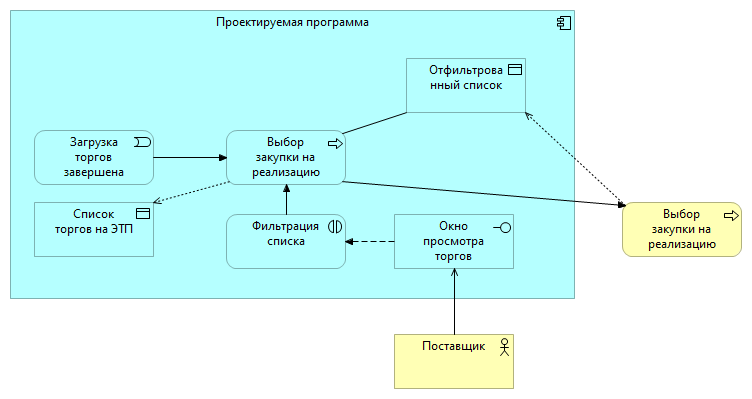 Проектируемая программа
Отфильтрова
нный список
Загрузка
торгов
завершена
Выбор
закупки на
реализацию
Список
торгов на ЭТП
Фильтрация
списка
Окно
просмотра
торгов
Выбор
закупки на
реализацию
Поставщик